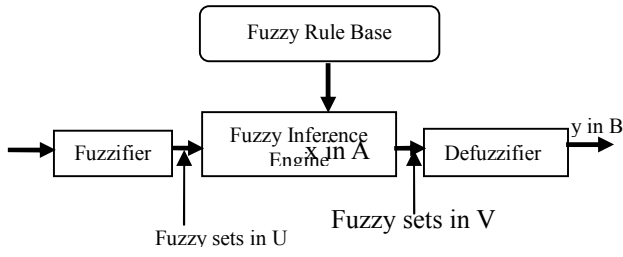 Fuzzy Rule Base
Fuzzy Inference
Engine
x in A
Fuzzifier
Defuzzifier
y in B
Fuzzy sets in V
Fuzzy sets in U